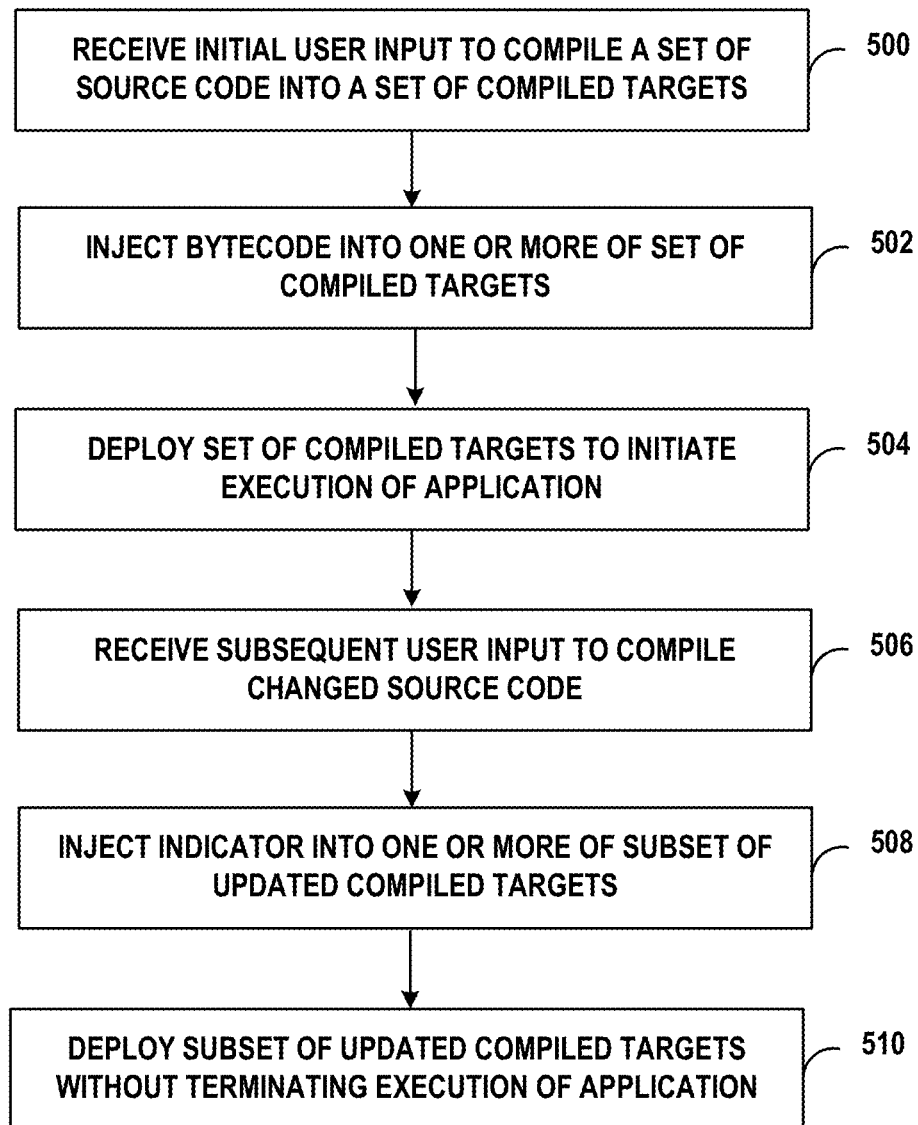 RECEIVE INITIAL USER INPUT TO COMPILE A SET OF
SOURCE CODE INTO A SET OF COMPILED TARGETS
500
INJECT BYTECODE INTO ONE OR MORE OF SET OF
COMPILED TARGETS
502
DEPLOY SET OF COMPILED TARGETS TO INITIATE
EXECUTION OF APPLICATION
504
RECEIVE SUBSEQUENT USER INPUT TO COMPILE
CHANGED SOURCE CODE
506
INJECT INDICATOR INTO ONE OR MORE OF SUBSET OF
UPDATED COMPILED TARGETS
508
DEPLOY SUBSET OF UPDATED COMPILED TARGETS
WITHOUT TERMINATING EXECUTION OF APPLICATION
510